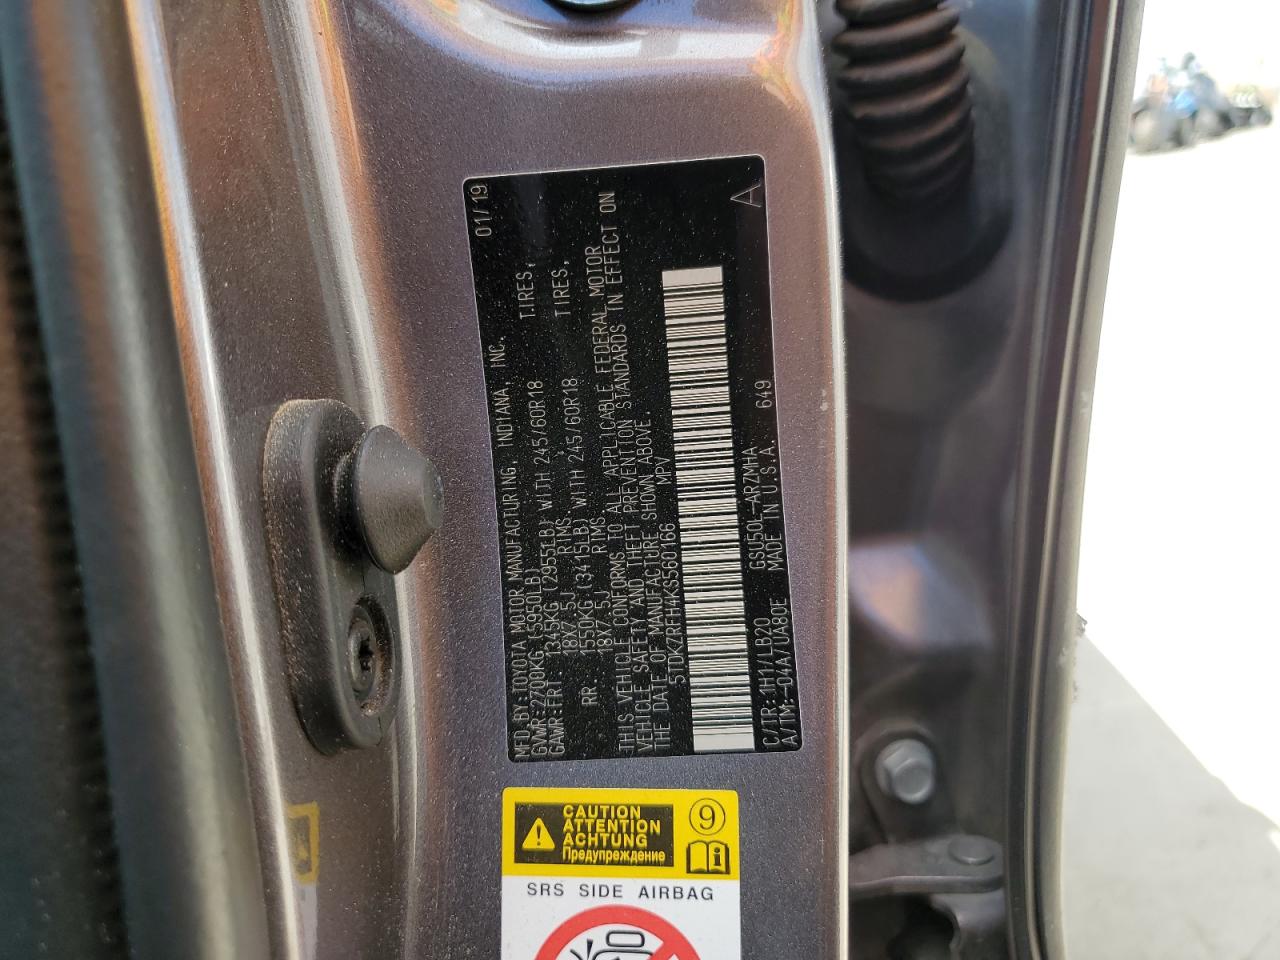 MFD.BY:TOYOTA MOTOR MANUFACTURING, INDIANA, INC. 01/19
GVWR:2708KG(5950LB)
GAWR:FRT 1345KG (2955LB) WITH 245/60R18 TIRES,
18X7.5J RIMS
RR. 1550KG (3415LB) WITH 245/60R18 TIRES,
18X7.5J RIMS
THIS VEHICLE CONFORMS TO ALL APPLICABLE FEDERAL MOTOR
VEHICLE SAFETY AND THEFT PREVENTION STANDARDS IN EFFECT ON
THE DATE OF MANUFACTURE SHOWN ABOVE.
5TDKZRFH4KS560166 MPV
C/TR:1H1/LB20 GSU50L-ARZMHA A
A/TM:-04A/UA80E MADE IN U.S.A. 649
CAUTION
ATTENTION
ACHTUNG
Предупреждение
9
SRS SIDE AIRBAG